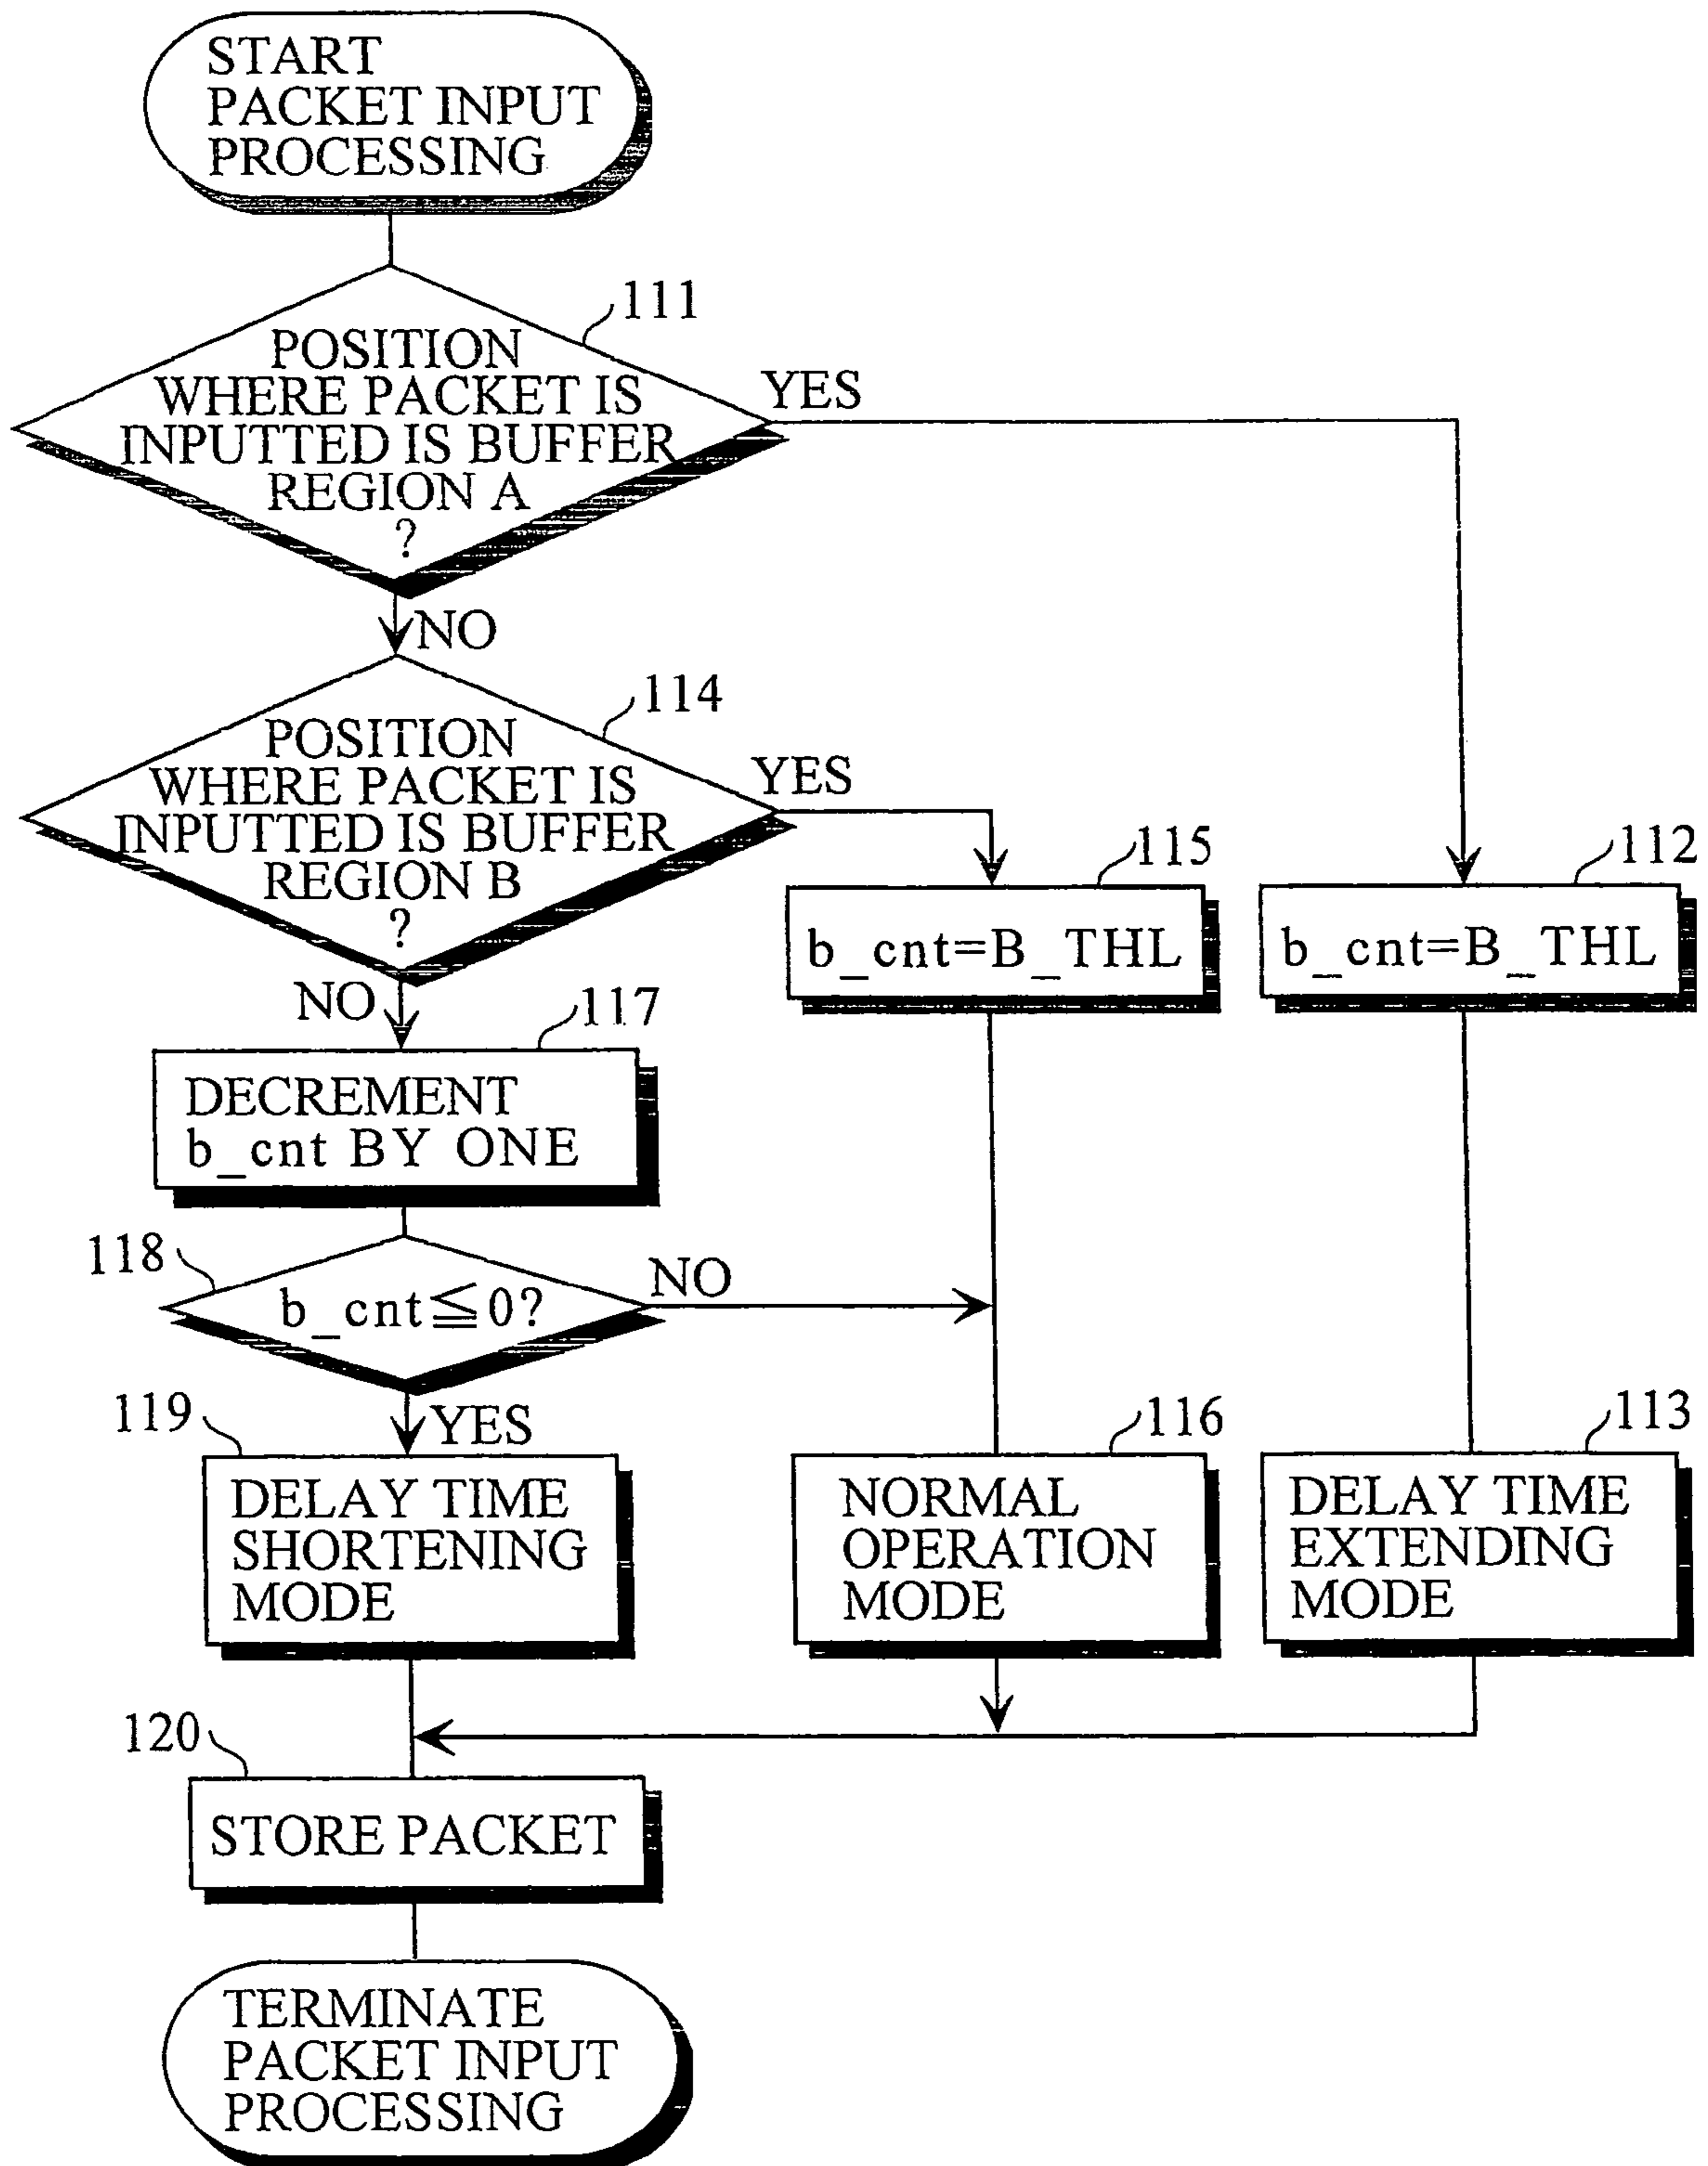 START
PACKET INPUT
PROCESSING
111
POSITION
WHERE PACKET IS
INPUTTED IS BUFFER
REGION A
?
YES
NO
114
POSITION
WHERE PACKET IS
INPUTTED IS BUFFER
REGION B
?
YES
115
112
b_cnt=B_THL
b_cnt=B_THL
NO
117
DECREMENT
b_cnt BY ONE
118
b_cnt≦0?
NO
YES
119
116
113
DELAY TIME
SHORTENING
MODE
NORMAL
OPERATION
MODE
DELAY TIME
EXTENDING
MODE
120
STORE PACKET
TERMINATE
PACKET INPUT
PROCESSING